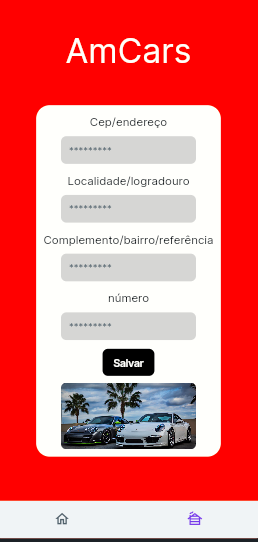 AmCars
Cep/endereço
*********
Localidade/logradouro
*********
Complemento/bairro/referência
*********
número
*********
Salvar